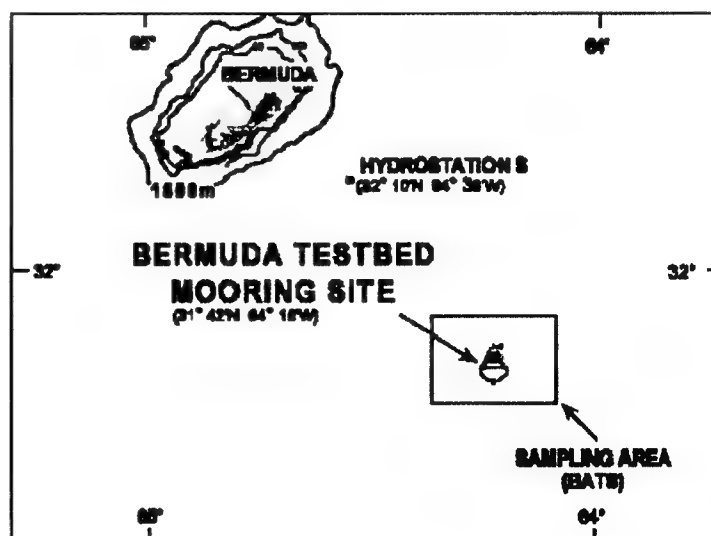 65°
64°
BERMUDA
1000m
HYDROSTATION S
(32° 10'N 64° 30'W)
BERMUDA TESTBED
MOORING SITE
(31° 42'N 64° 10'W)
32°
32°
SAMPLING AREA
(BATS)
65°
64°